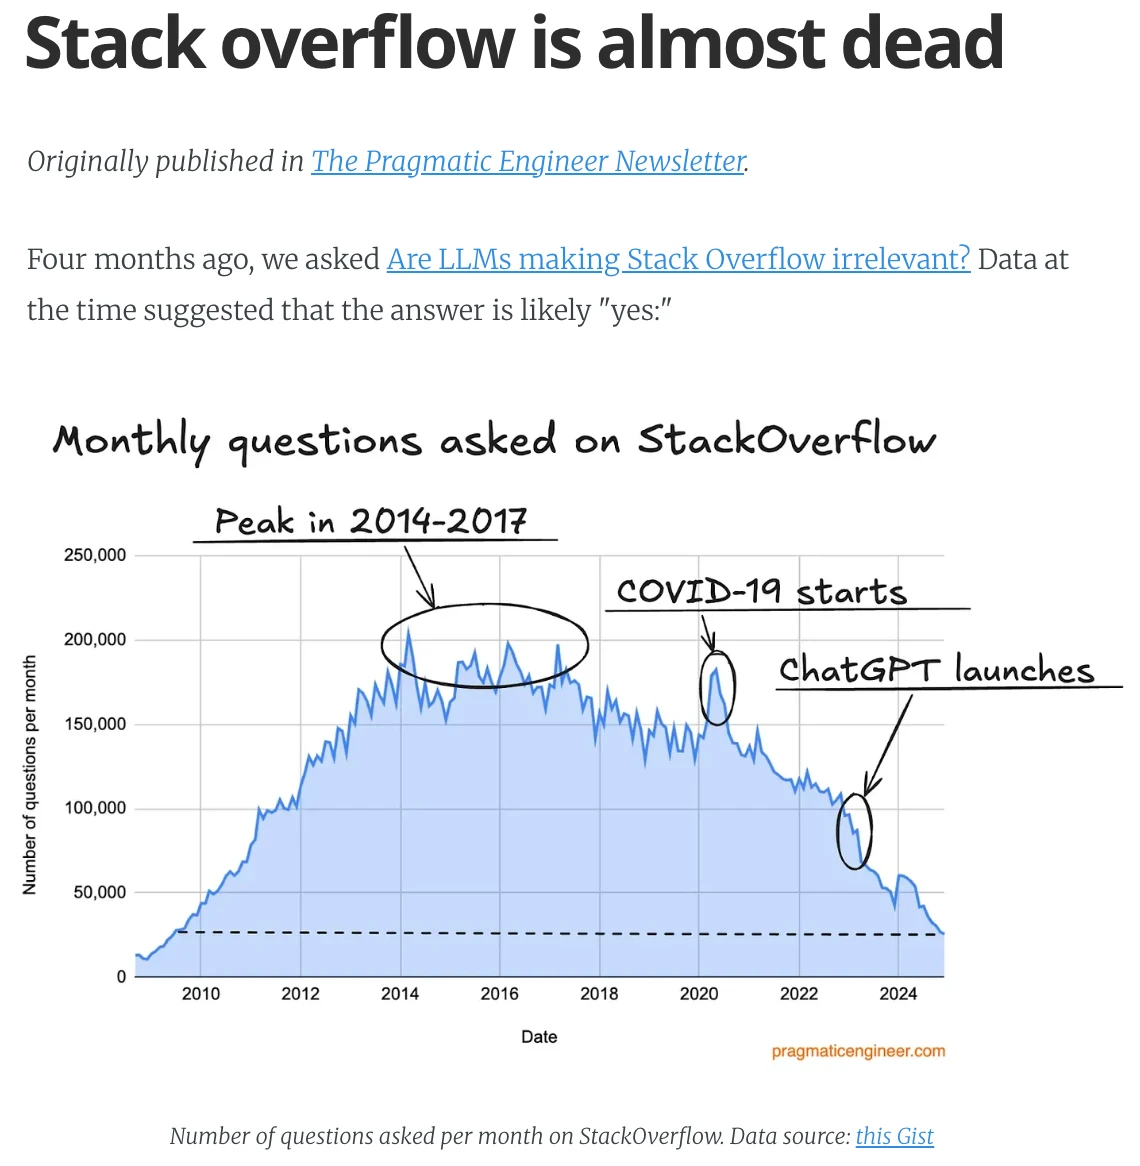 Stack overflow is almost dead
Originally published in The Pragmatic Engineer Newsletter.
Four months ago, we asked Are LLMs making Stack Overflow irrelevant? Data at
the time suggested that the answer is likely "yes:"
Monthly questions asked on StackOverflow
Peak in 2014-2017
COVID-19 starts
ChatGPT launches
Number of questions per month
250,000
200,000
150,000
100,000
50,000
0
2010 2012 2014 2016 2018 2020 2022 2024
Date
pragmaticengineer.com
Number of questions asked per month on StackOverflow. Data source: this Gist